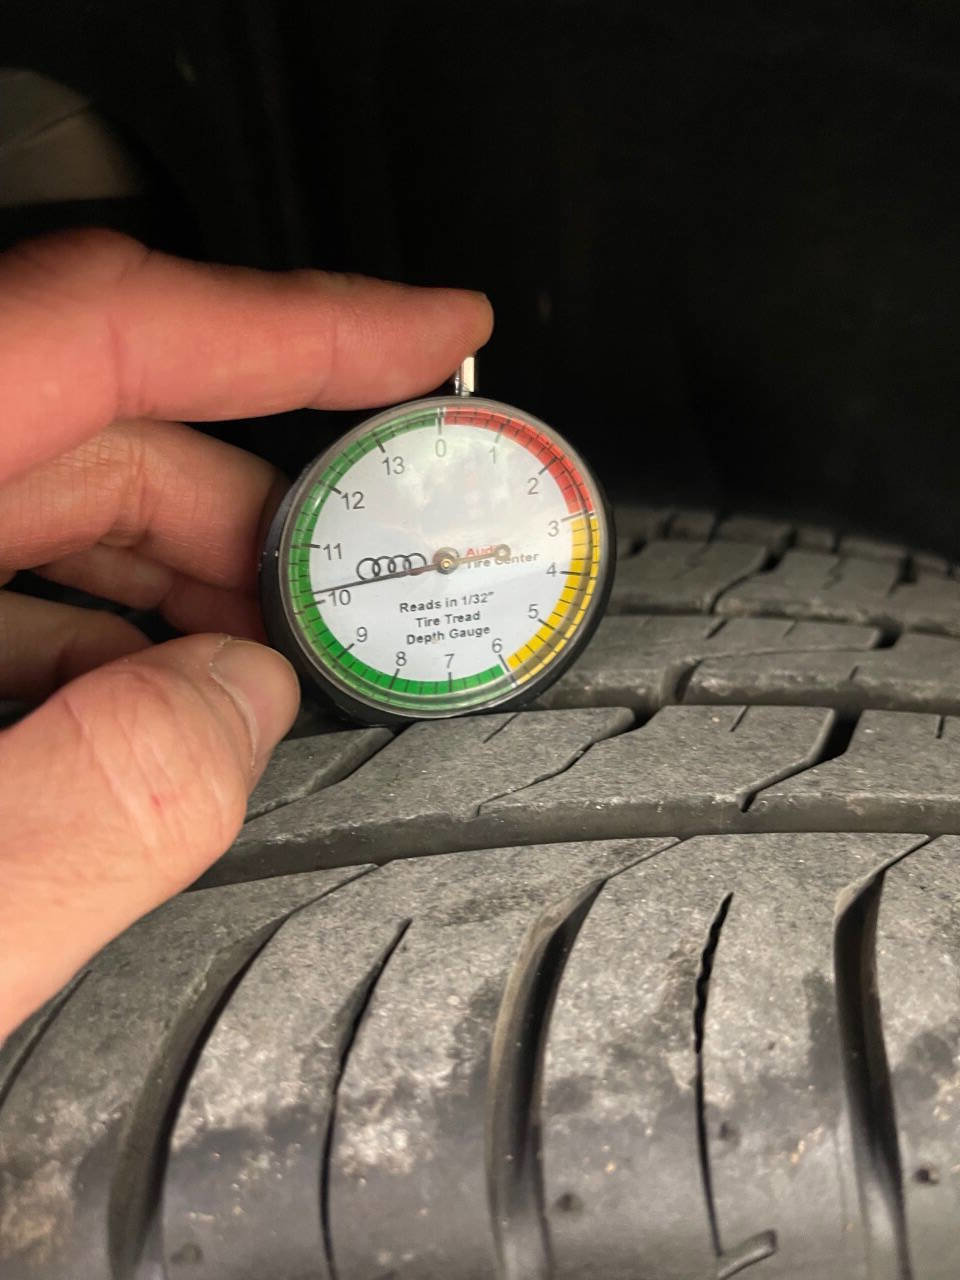 0
1
2
3
4
5
6
7
8
9
10
11
12
13
Audi
Tire Center
Reads in 1/32"
Tire Tread
Depth Gauge